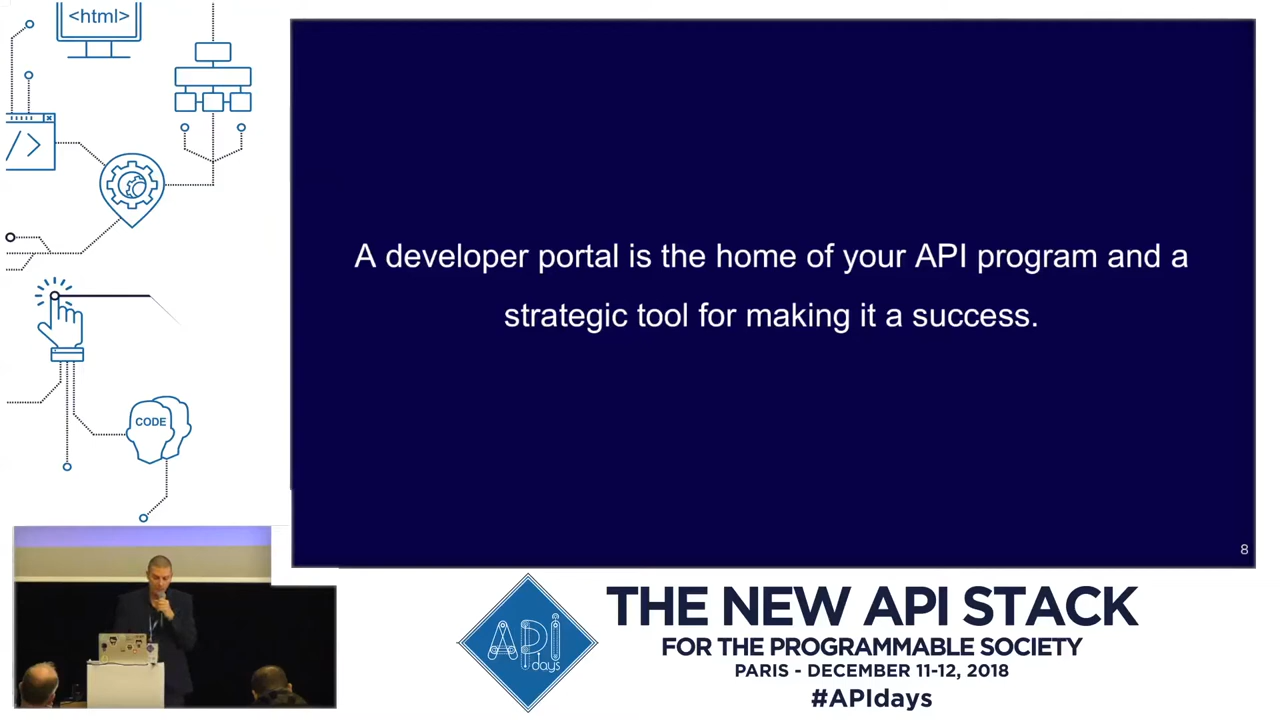 <html>
</>
A developer portal is the home of your API program and a
strategic tool for making it a success.
CODE
8
API
days
THE NEW API STACK
FOR THE PROGRAMMABLE SOCIETY
PARIS - DECEMBER 11-12, 2018
#APIdays